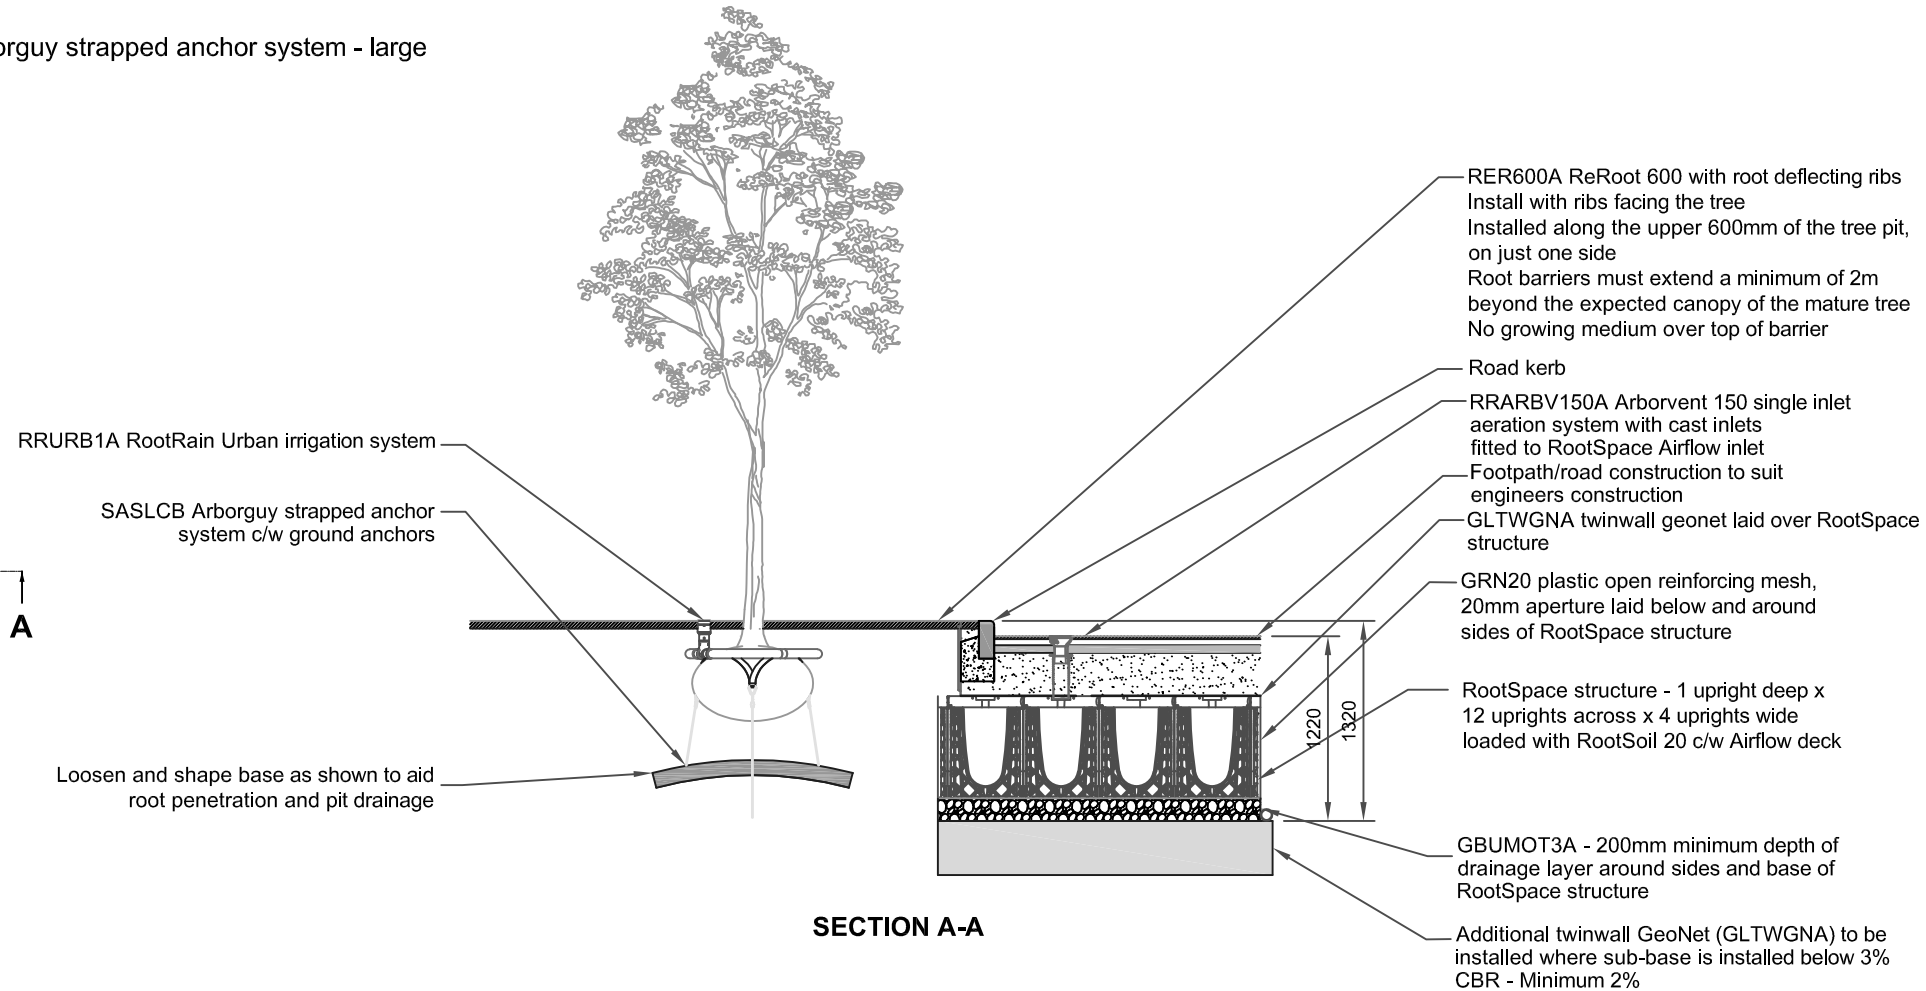 orguy strapped anchor system - large
RER600A ReRoot 600 with root deflecting ribs
Install with ribs facing the tree
Installed along the upper 600mm of the tree pit,
on just one side
Root barriers must extend a minimum of 2m
beyond the expected canopy of the mature tree
No growing medium over top of barrier
Road kerb
RRARBV150A Arborvent 150 single inlet
aeration system with cast inlets
fitted to RootSpace Airflow inlet
Footpath/road construction to suit
engineers construction
GLTWGNA twinwall geonet laid over RootSpace
structure
GRN20 plastic open reinforcing mesh,
20mm aperture laid below and around
sides of RootSpace structure
RootSpace structure - 1 upright deep x
12 uprights across x 4 uprights wide
loaded with RootSoil 20 c/w Airflow deck
GBUMOT3A - 200mm minimum depth of
drainage layer around sides and base of
RootSpace structure
Additional twinwall GeoNet (GLTWGNA) to be
installed where sub-base is installed below 3%
CBR - Minimum 2%
RRURB1A RootRain Urban irrigation system
SASLCB Arborguy strapped anchor
system c/w ground anchors
A
Loosen and shape base as shown to aid
root penetration and pit drainage
1220
1320
SECTION A-A